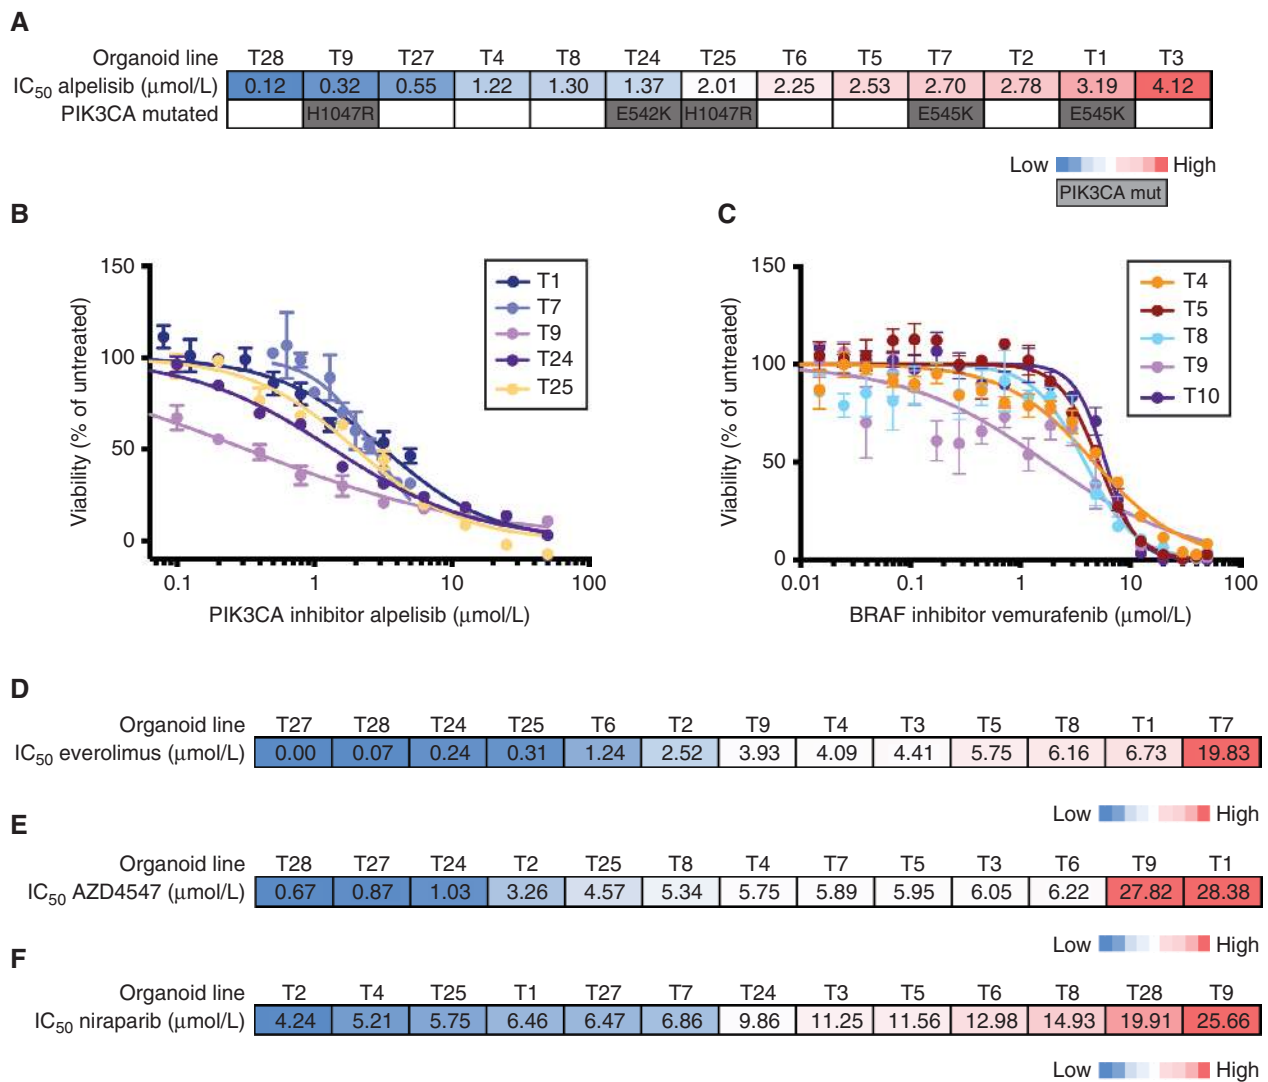 A
Organoid line T28 T9 T27 T4 T8 T24 T25 T6 T5 T7 T2 T1 T3
IC50 alpelisib (μmol/L) 0.12 0.32 0.55 1.22 1.30 1.37 2.01 2.25 2.53 2.70 2.78 3.19 4.12
PIK3CA mutated H1047R E542K H1047R E545K E545K
Low High
PIK3CA mut
B
150
100
50
0
Viability (% of untreated)
0.1 1 10 100
PIK3CA inhibitor alpelisib (μmol/L)
T1
T7
T9
T24
T25
C
150
100
50
0
Viability (% of untreated)
0.01 0.1 1 10 100
BRAF inhibitor vemurafenib (μmol/L)
T4
T5
T8
T9
T10
D
Organoid line T27 T28 T24 T25 T6 T2 T9 T4 T3 T5 T8 T1 T7
IC50 everolimus (μmol/L) 0.00 0.07 0.24 0.31 1.24 2.52 3.93 4.09 4.41 5.75 6.16 6.73 19.83
Low High
E
Organoid line T28 T27 T24 T2 T25 T8 T4 T7 T5 T3 T6 T9 T1
IC50 AZD4547 (μmol/L) 0.67 0.87 1.03 3.26 4.57 5.34 5.75 5.89 5.95 6.05 6.22 27.82 28.38
Low High
F
Organoid line T2 T4 T25 T1 T27 T7 T24 T3 T5 T6 T8 T28 T9
IC50 niraparib (μmol/L) 4.24 5.21 5.75 6.46 6.47 6.86 9.86 11.25 11.56 12.98 14.93 19.91 25.66
Low High